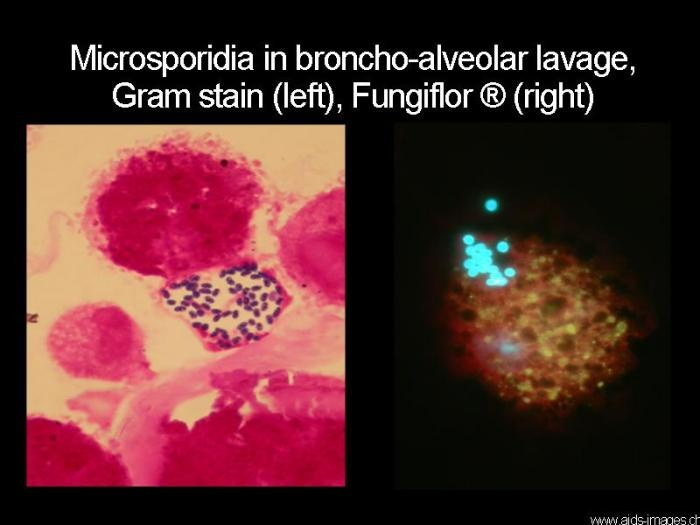 Microsporidia in broncho-alveolar lavage,
Gram stain (left), Fungiflor ® (right)
www.aids-images.ch